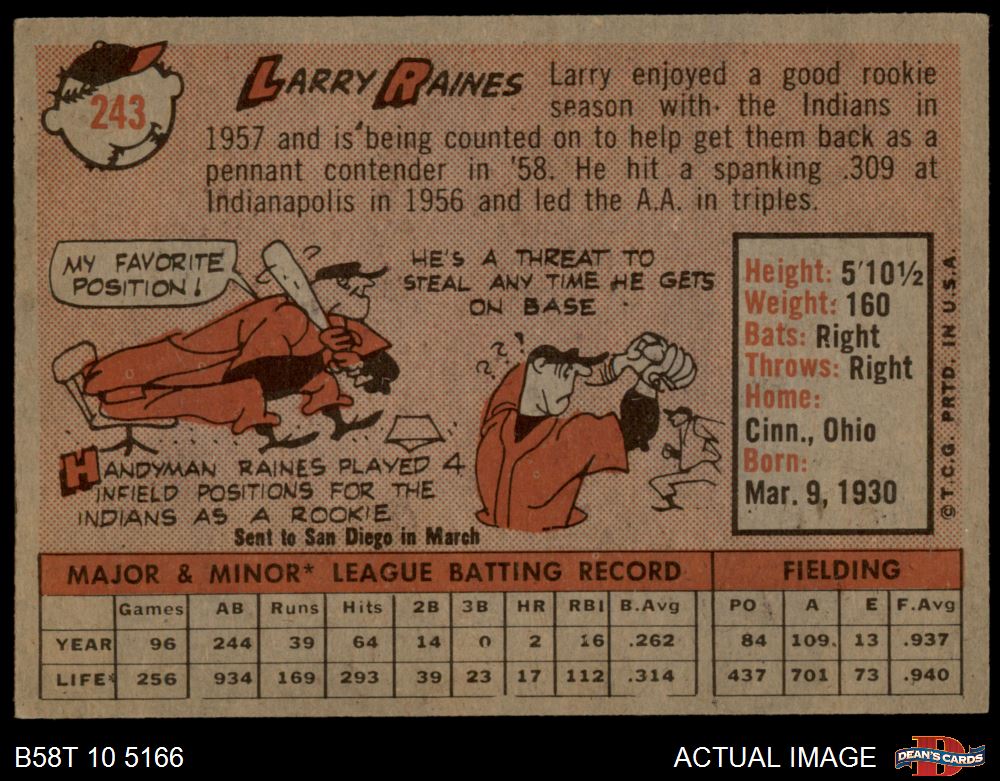 243
LARRY RAINES
Larry enjoyed a good rookie
season with the Indians in
1957 and is being counted on to help get them back as a
pennant contender in '58. He hit a spanking .309 at
Indianapolis in 1956 and led the A.A. in triples.
MY FAVORITE
POSITION!
HE'S A THREAT TO
STEAL ANY TIME HE GETS
ON BASE
? ? !
HANDYMAN RAINES PLAYED 4
INFIELD POSITIONS FOR THE
INDIANS AS A ROOKIE
Sent to San Diego in March
Height: 5'10½
Weight: 160
Bats: Right
Throws: Right
Home:
Cinn., Ohio
Born:
Mar. 9, 1930
© T.C.G. PRTD. IN U.S.A.
MAJOR & MINOR* LEAGUE BATTING RECORD FIELDING
Games AB Runs Hits 2B 3B HR RBI B.Avg PO A E F.Avg
YEAR 96 244 39 64 14 0 2 16 .262 84 109. 13 .937
LIFE* 256 934 169 293 39 23 17 112 .314 437 701 73 .940
B58T 10 5166 ACTUAL IMAGE D DEAN'S CARDS